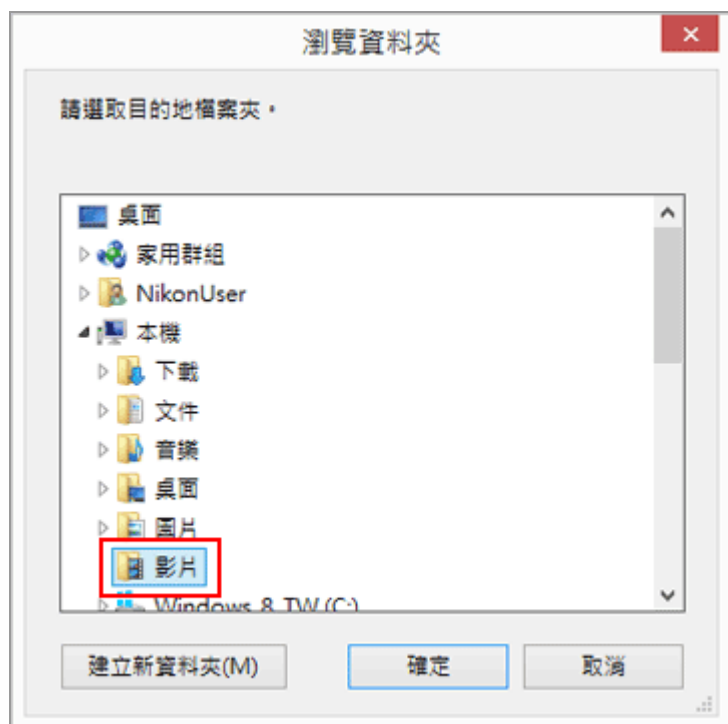 瀏覽資料夾
請選取目的地檔案夾。
桌面
家用群組
NikonUser
本機
下載
文件
音樂
桌面
圖片
影片
Windows 8 TW (C:)
建立新資料夾(M)
確定
取消